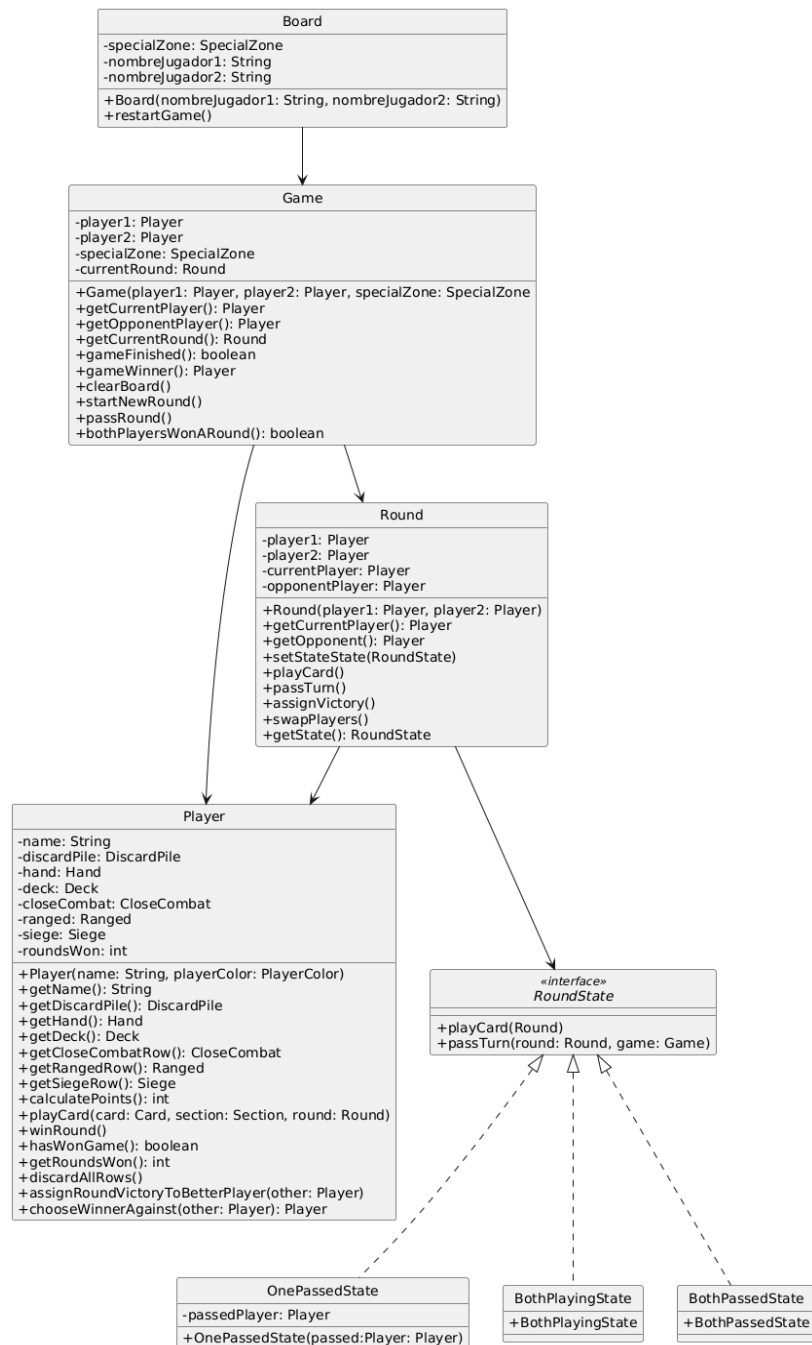 Board
-specialZone: SpecialZone
-nombreJugador1: String
-nombreJugador2: String
+Board(nombreJugador1: String, nombreJugador2: String)
+restartGame()
Game
-player1: Player
-player2: Player
-specialZone: SpecialZone
-currentRound: Round
+Game(player1: Player, player2: Player, specialZone: SpecialZone
+getCurrentPlayer(): Player
+getOpponentPlayer(): Player
+getCurrentRound(): Round
+gameFinished(): boolean
+gameWinner(): Player
+clearBoard()
+startNewRound()
+passRound()
+bothPlayersWonARound(): boolean
Round
-player1: Player
-player2: Player
-currentPlayer: Player
-opponentPlayer: Player
+Round(player1: Player, player2: Player)
+getCurrentPlayer(): Player
+getOpponent(): Player
+setStateState(RoundState)
+playCard()
+passTurn()
+assignVictory()
+swapPlayers()
+getState(): RoundState
Player
-name: String
-discardPile: DiscardPile
-hand: Hand
-deck: Deck
-closeCombat: CloseCombat
-ranged: Ranged
-siege: Siege
-roundsWon: int
+Player(name: String, playerColor: PlayerColor)
+getName(): String
+getDiscardPile(): DiscardPile
+getHand(): Hand
+getDeck(): Deck
+getCloseCombatRow(): CloseCombat
+getRangedRow(): Ranged
+getSiegeRow(): Siege
+calculatePoints(): int
+playCard(card: Card, section: Section, round: Round)
+winRound()
+hasWonGame(): boolean
+getRoundsWon(): int
+discardAllRows()
+assignRoundVictoryToBetterPlayer(other: Player)
+chooseWinnerAgainst(other: Player): Player
«interface»
RoundState
+playCard(Round)
+passTurn(round: Round, game: Game)
OnePassedState
-passedPlayer: Player
+OnePassedState(passed:Player: Player)
BothPlayingState
+BothPlayingState
BothPassedState
+BothPassedState